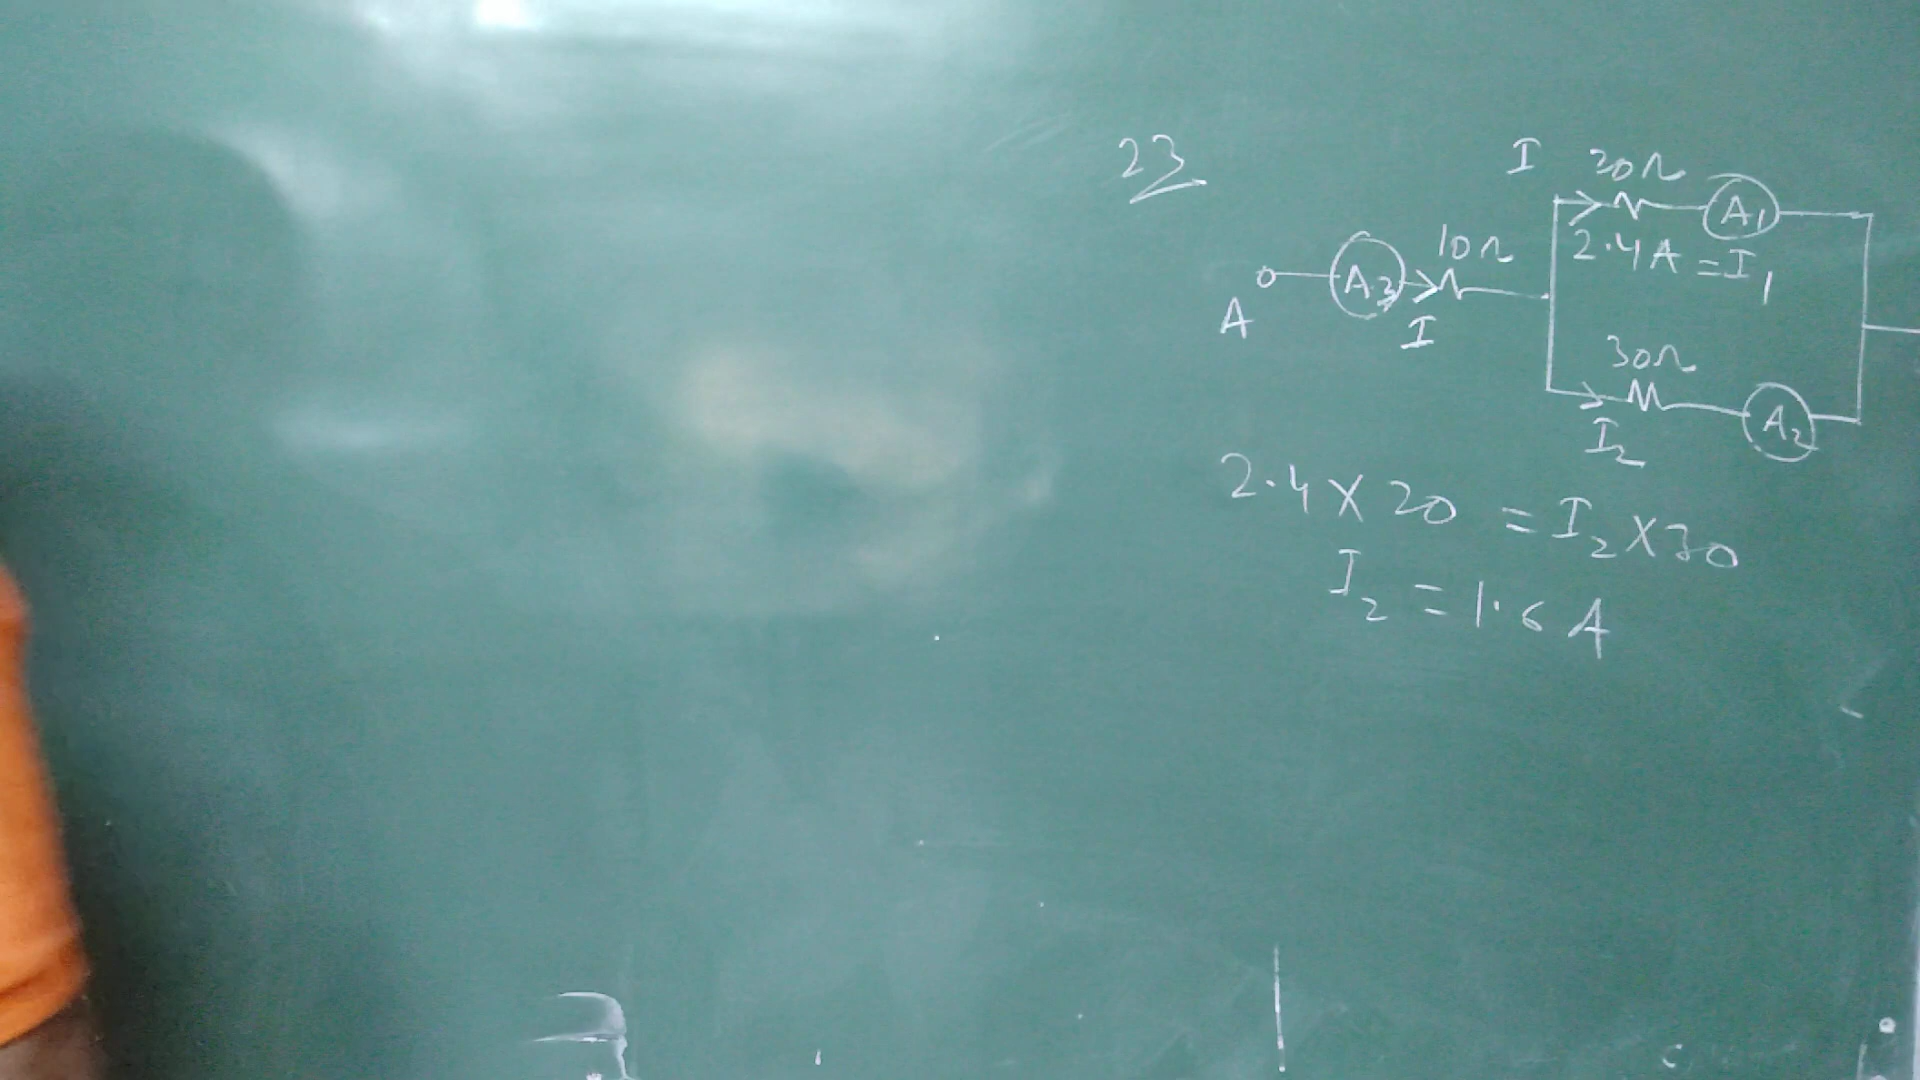 23
I 20Ω
A1
10Ω
2.4A = I1
A3
A
I
30Ω
A2
I2
2.4 X 20 = I2 X 30
I2 = 1.6 A